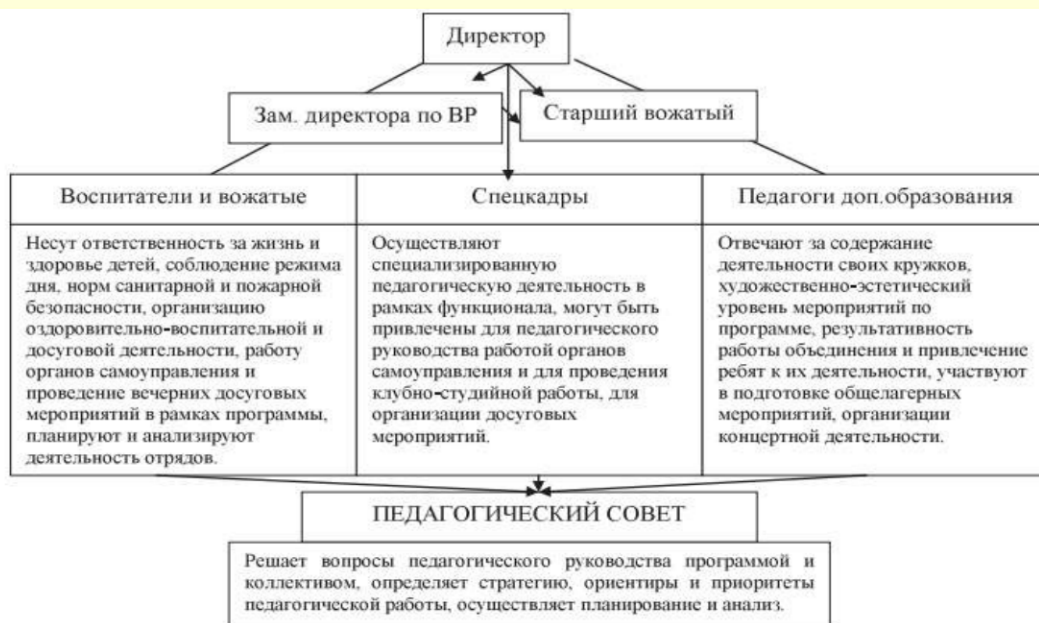 Директор
Зам. директора по ВР
Старший вожатый
Воспитатели и вожатые
Несут ответственность за жизнь и
здоровье детей, соблюдение режима
дня, норм санитарной и пожарной
безопасности, организацию
оздоровительно-воспитательной и
досуговой деятельности, работу
органов самоуправления и
проведение вечерних досуговых
мероприятий в рамках программы,
планируют и анализируют
деятельность отрядов.
Спецкадры
Осуществляют
специализированную
педагогическую деятельность в
рамках функционала, могут быть
привлечены для педагогического
руководства работой органов
самоуправления и для проведения
клубно-студийной работы, для
организации досуговых
мероприятий.
Педагоги доп.образования
Отвечают за содержание
деятельности своих кружков,
художественно-эстетический
уровень мероприятий по
программе, результативность
работы объединения и привлечение
ребят к их деятельности, участвуют
в подготовке общелагерных
мероприятий, организации
концертной деятельности.
ПЕДАГОГИЧЕСКИЙ СОВЕТ
Решает вопросы педагогического руководства программой и
коллективом, определяет стратегию, ориентиры и приоритеты
педагогической работы, осуществляет планирование и анализ.